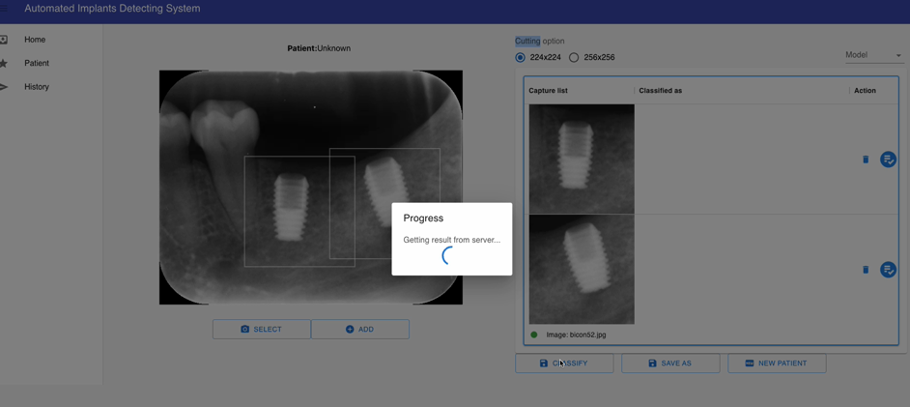 Automated Implants Detecting System
Home
Patient
History
Patient:Unknown
SELECT
ADD
Cutting option
224x224
256x256
Model
Capture list
Classified as
Action
Image: bicon52.jpg
CLASSIFY
SAVE AS
NEW PATIENT
Progress
Getting result from server...